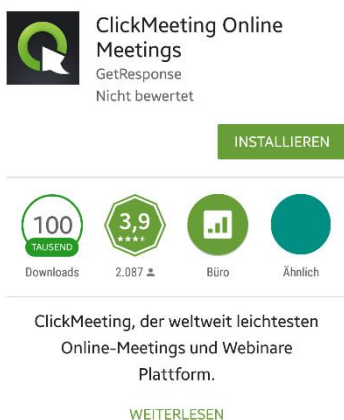 ClickMeeting Online
Meetings
GetResponse
Nicht bewertet
INSTALLIEREN
100
TAUSEND
Downloads
3,9
2.087
Büro
Ähnlich
ClickMeeting, der weltweit leichtesten
Online-Meetings und Webinare
Plattform.
WEITERLESEN